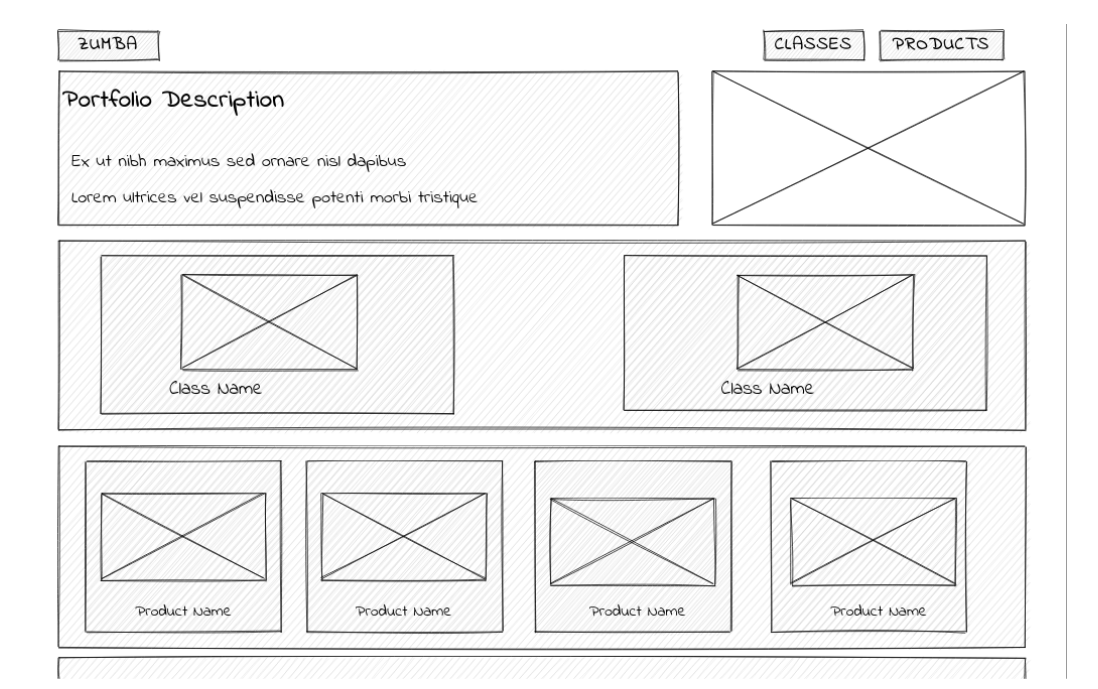 ZUMBA
CLASSES
PRODUCTS
Portfolio Description
Ex ut nibh maximus sed ornare nisl dapibus
Lorem ultrices vel suspendisse potenti morbi tristique
Class Name
Class Name
Product Name
Product Name
Product Name
Product Name